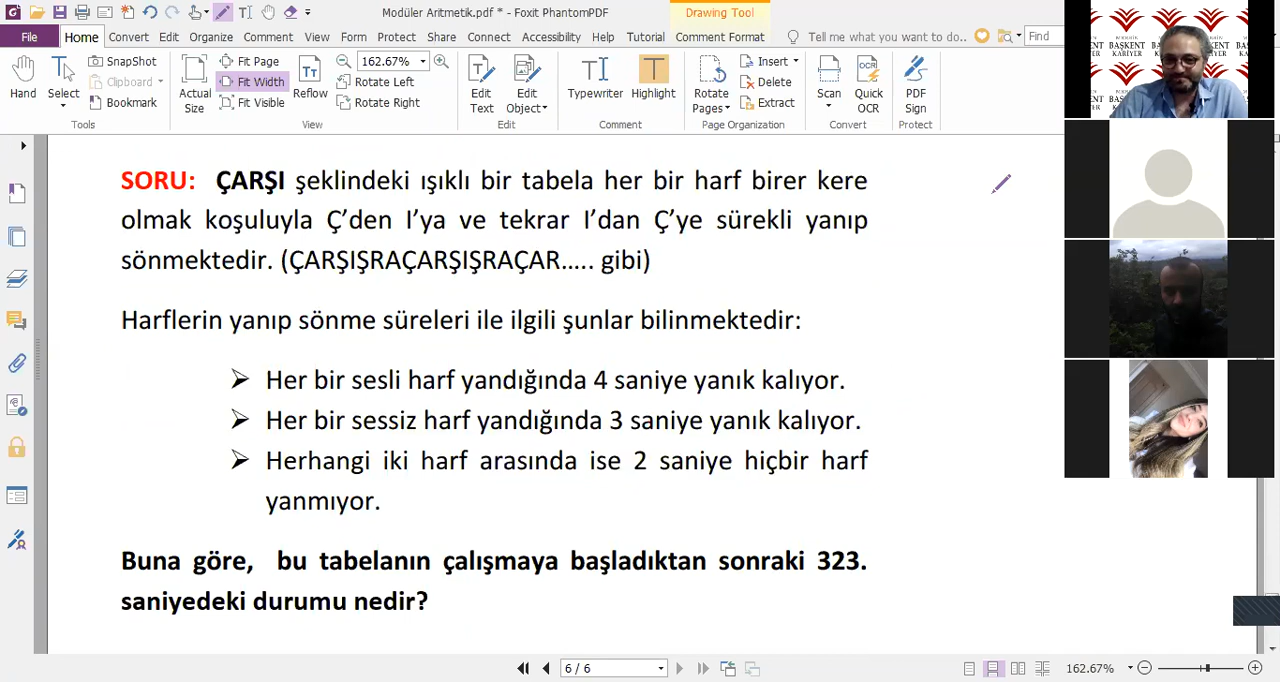 Modüler Aritmetik.pdf * - Foxit PhantomPDF
Drawing Tool
File Home Convert Edit Organize Comment View Form Protect Share Connect Accessibility Help Tutorial Comment Format
Tell me what you want to do..
Find
Hand
Select
SnapShot
Clipboard
Bookmark
Tools
Actual Size
Fit Page
Fit Width
Fit Visible
Reflow
162.67%
Rotate Left
Rotate Right
View
Edit Text
Edit Object
Edit
Typewriter
Highlight
Comment
Rotate Pages
Insert
Delete
Extract
Page Organization
Scan
Quick OCR
Convert
PDF Sign
Protect
SORU: ÇARŞI şeklindeki ışıklı bir tabela her bir harf birer kere
olmak koşuluyla Ç’den I’ya ve tekrar I’dan Ç’ye sürekli yanıp
sönmektedir. (ÇARŞIŞRAÇARŞIŞRAÇAR….. gibi)
Harflerin yanıp sönme süreleri ile ilgili şunlar bilinmektedir:
➢ Her bir sesli harf yandığında 4 saniye yanık kalıyor.
➢ Her bir sessiz harf yandığında 3 saniye yanık kalıyor.
➢ Herhangi iki harf arasında ise 2 saniye hiçbir harf
yanmıyor.
Buna göre, bu tabelanın çalışmaya başladıktan sonraki 323.
saniyedeki durumu nedir?
6 / 6
162.67%
BAŞKENT
KARİYER